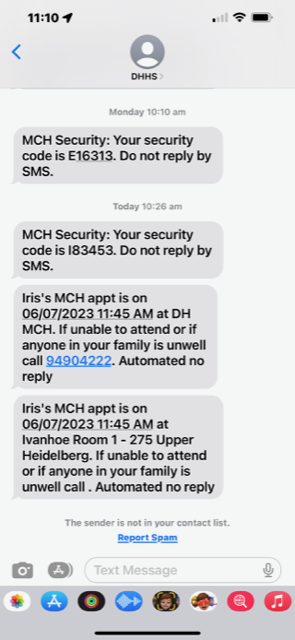 11:10
DHHS
Monday 10:10 am
MCH Security: Your security
code is E16313. Do not reply by
SMS.
Today 10:26 am
MCH Security: Your security
code is I83453. Do not reply by
SMS.
Iris's MCH appt is on
06/07/2023 11:45 AM at DH
MCH. If unable to attend or if
anyone in your family is unwell
call 94904222. Automated no
reply
Iris's MCH appt is on
06/07/2023 11:45 AM at
Ivanhoe Room 1 - 275 Upper
Heidelberg. If unable to attend
or if anyone in your family is
unwell call . Automated no reply
The sender is not in your contact list.
Report Spam
Text Message